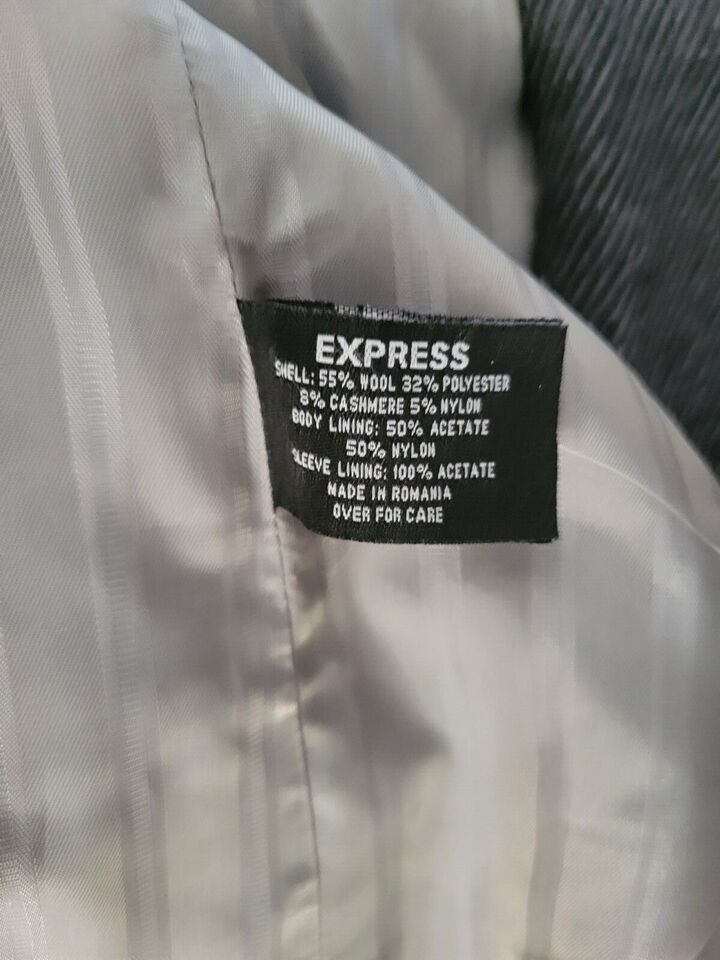 EXPRESS
SHELL: 55% WOOL 32% POLYESTER
8% CASHMERE 5% NYLON
BODY LINING: 50% ACETATE
50% NYLON
SLEEVE LINING: 100% ACETATE
MADE IN ROMANIA
OVER FOR CARE